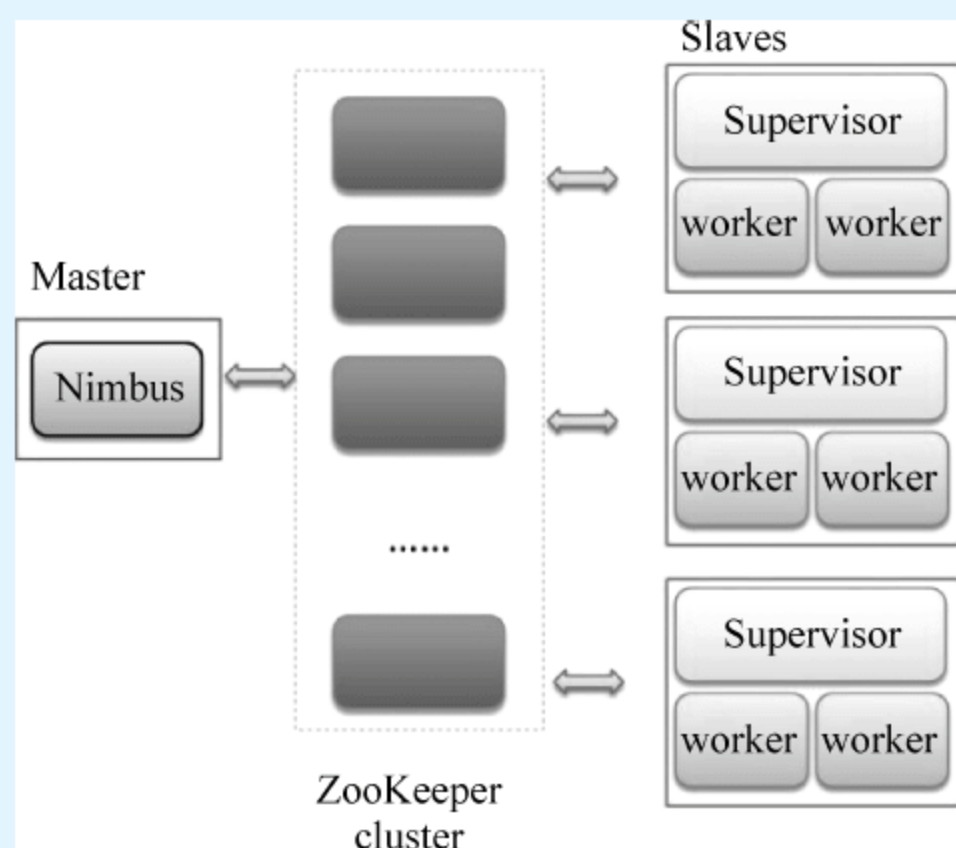 Master
Nimbus
......
ZooKeeper
cluster
Slaves
Supervisor
worker worker
Supervisor
worker worker
Supervisor
worker worker